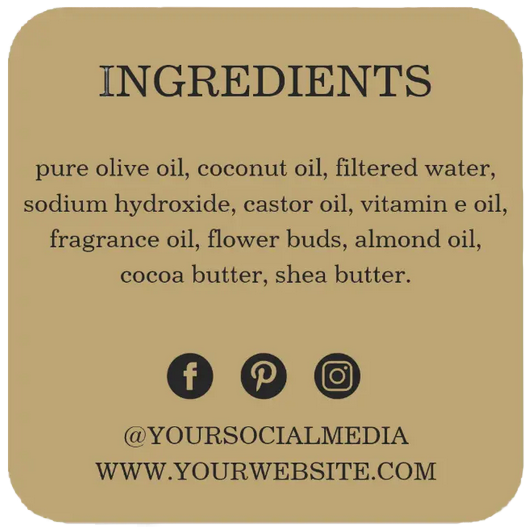 INGREDIENTS
pure olive oil, coconut oil, filtered water,
sodium hydroxide, castor oil, vitamin e oil,
fragrance oil, flower buds, almond oil,
cocoa butter, shea butter.
@YOURSOCIALMEDIA
WWW.YOURWEBSITE.COM